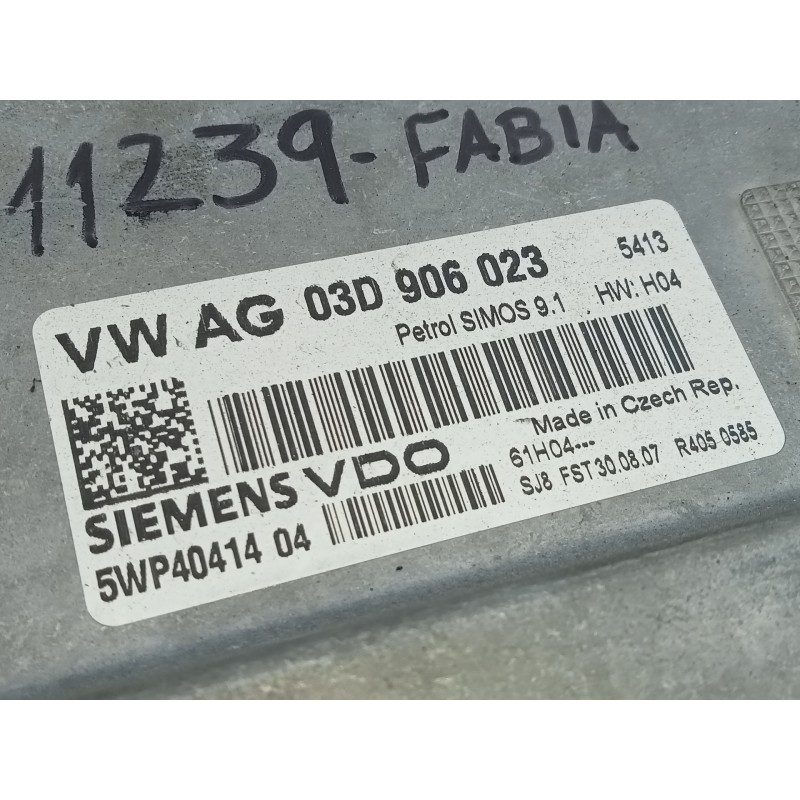 11239-FABIA
VW AG 03D 906 023 5413
Petrol SIMOS 9.1 HW: H04
Made in Czech Rep.
SIEMENS VDO 61H04---
SJ8 FST 30.08.07 R405 0585
5WP40414 04